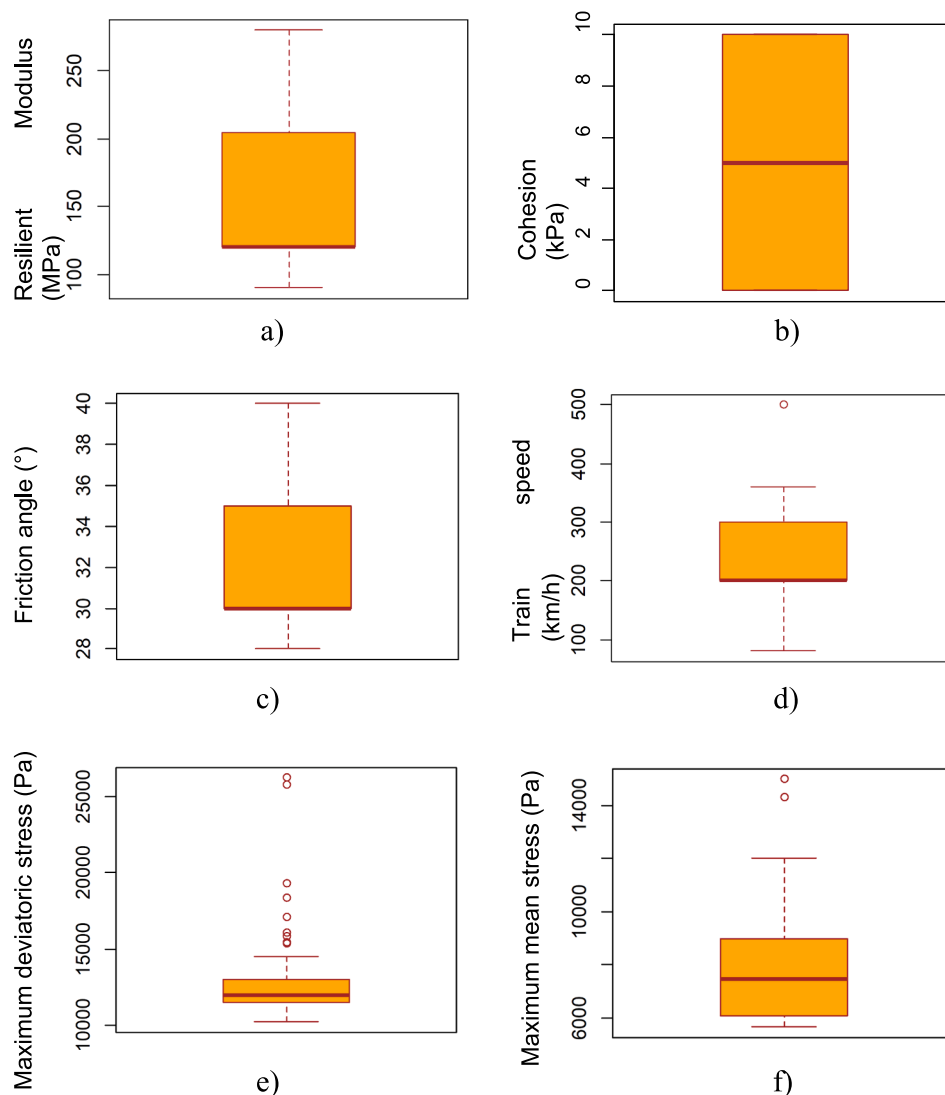 Resilient Modulus
(MPa)
250
200
150
100
a)
Cohesion
(kPa)
10
8
6
4
2
0
b)
Friction angle (°)
40
38
36
34
32
30
28
c)
Train speed
(km/h)
500
400
300
200
100
d)
Maximum deviatoric stress (Pa)
25000
20000
15000
10000
e)
Maximum mean stress (Pa)
14000
10000
6000
f)